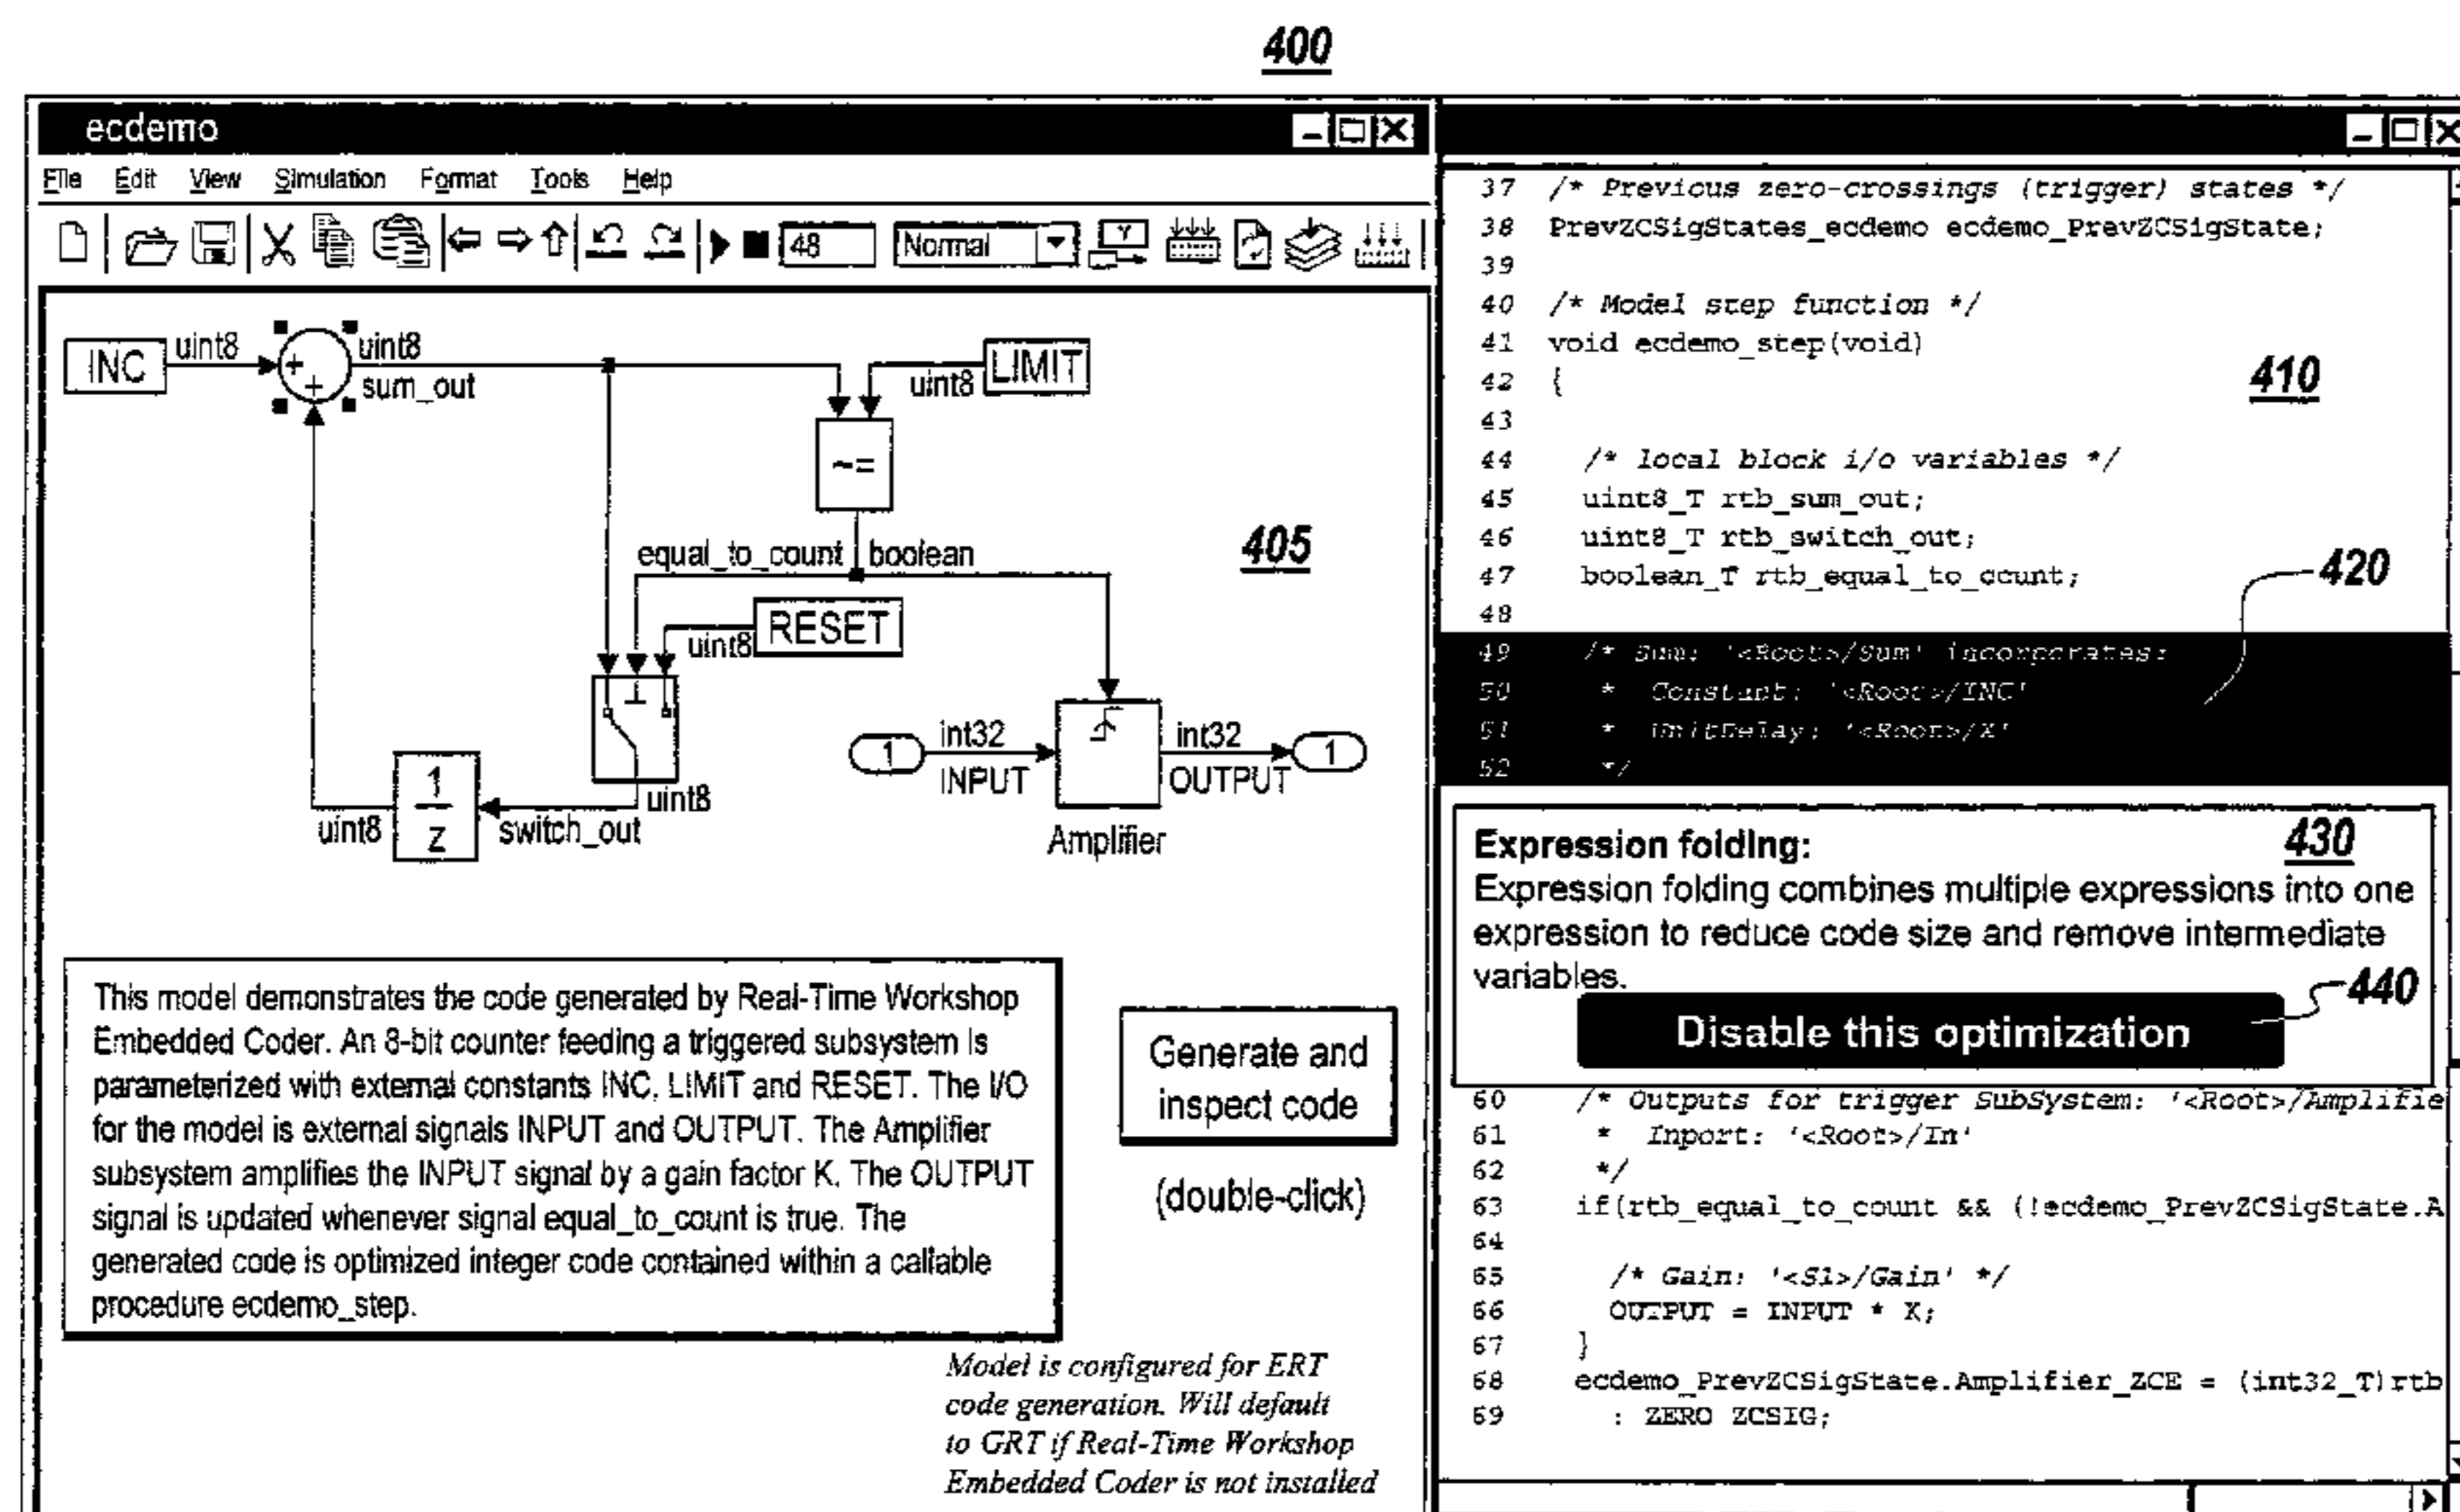 400
ecdemo
File Edit View Simulation Format Tools Help
48 Normal
INC uint8 + + uint8 sum_out
uint8 LIMIT
~=
equal_to_count boolean
405
uint8 RESET
1 int32 INPUT
int32 OUTPUT 1
Amplifier
uint8
switch_out
1
z
uint8
This model demonstrates the code generated by Real-Time Workshop
Embedded Coder. An 8-bit counter feeding a triggered subsystem is
parameterized with external constants INC, LIMIT and RESET. The I/O
for the model is external signals INPUT and OUTPUT. The Amplifier
subsystem amplifies the INPUT signal by a gain factor K. The OUTPUT
signal is updated whenever signal equal_to_count is true. The
generated code is optimized integer code contained within a callable
procedure ecdemo_step.
Generate and
inspect code
(double-click)
Model is configured for ERT
code generation. Will default
to GRT if Real-Time Workshop
Embedded Coder is not installed
37 /* Previous zero-crossings (trigger) states */
38 PrevZCSigStates_ecdemo ecdemo_PrevZCSigState;
39
40 /* Model step function */
41 void ecdemo_step(void)
42 {
410
43
44 /* local block i/o variables */
45 uint8_T rtb_sum_out;
46 uint8_T rtb_switch_out;
47 boolean_T rtb_equal_to_count;
420
48
49 /* Sum: '<Root>/Sum' incorporates:
50 * Constant: '<Root>/INC'
51 * UnitDelay: '<Root>/X'
52 */
Expression folding:
430
Expression folding combines multiple expressions into one
expression to reduce code size and remove intermediate
variables.
440
Disable this optimization
60 /* Outputs for trigger SubSystem: '<Root>/Amplifie
61 * Inport: '<Root>/In'
62 */
63 if(rtb_equal_to_count && (!ecdemo_PrevZCSigState.A
64
65 /* Gain: '<S1>/Gain' */
66 OUTPUT = INPUT * K;
67 }
68 ecdemo_PrevZCSigState.Amplifier_ZCE = (int32_T)rtb
69 : ZERO ZCSIG;